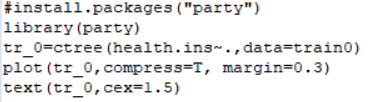 #install.packages("party")
library(party)
tr_0=ctree(health.ins~.,data=train0)
plot(tr_0,compress=T, margin=0.3)
text(tr_0,cex=1.5)